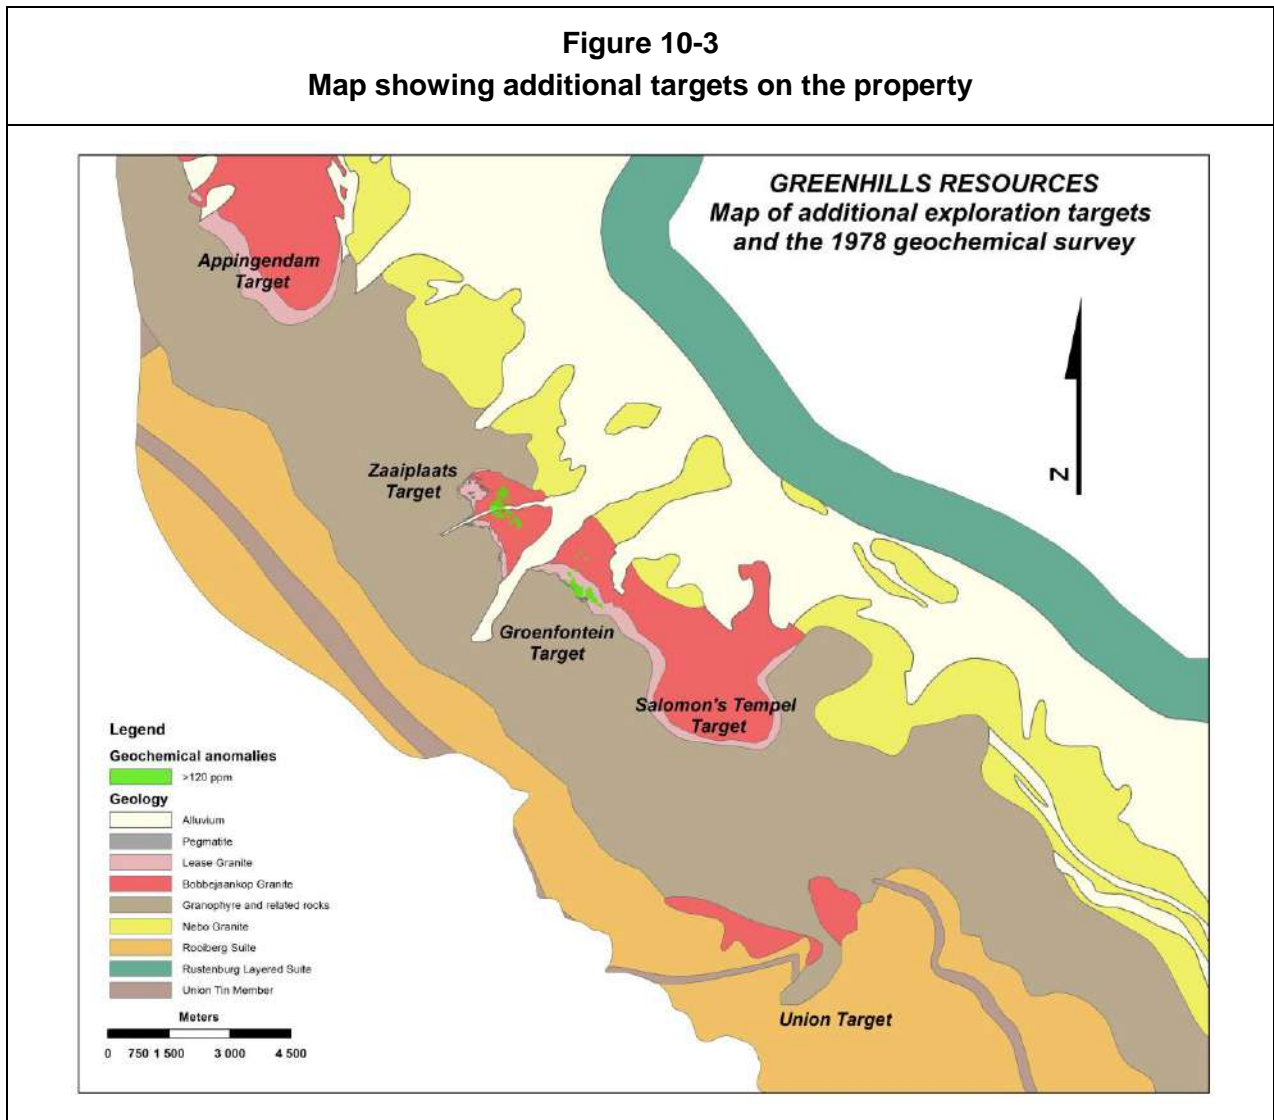 Figure 10-3
Map showing additional targets on the property
GREENHILLS RESOURCES
Map of additional exploration targets
and the 1978 geochemical survey
Appingendam
Target
Zaaiplaats
Target
N
Groenfontein
Target
Salomon's Tempel
Target
Union Target
Legend
Geochemical anomalies
>120 ppm
Geology
Alluvium
Pegmatite
Lease Granite
Bobbejaankop Granite
Granophyre and related rocks
Nebo Granite
Rooiberg Suite
Rustenburg Layered Suite
Union Tin Member
Meters
0 750 1 500 3 000 4 500